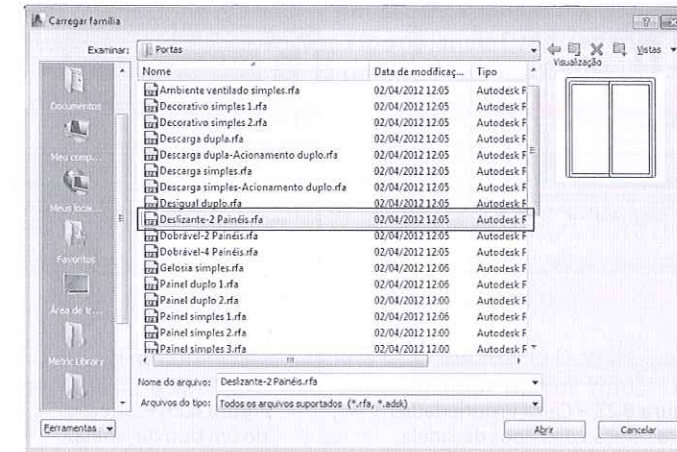 Carregar família
Examinar: Portas Vistas
Nome Data de modificaç... Tipo Visualização
Ambiente ventilado simples.rfa 02/04/2012 12:05 Autodesk F
Decorativo simples 1.rfa 02/04/2012 12:05 Autodesk F
Decorativo simples 2.rfa 02/04/2012 12:05 Autodesk F
Descarga dupla.rfa 02/04/2012 12:05 Autodesk F
Descarga dupla-Acionamento duplo.rfa 02/04/2012 12:05 Autodesk F
Descarga simples.rfa 02/04/2012 12:05 Autodesk F
Descarga simples-Acionamento duplo.rfa 02/04/2012 12:05 Autodesk F
Desigual duplo.rfa 02/04/2012 12:05 Autodesk F
Deslizante-2 Painéis.rfa 02/04/2012 12:05 Autodesk F
Dobrável-2 Painéis.rfa 02/04/2012 12:05 Autodesk F
Dobrável-4 Painéis.rfa 02/04/2012 12:05 Autodesk F
Gelosia simples.rfa 02/04/2012 12:06 Autodesk F
Painel duplo 1.rfa 02/04/2012 12:06 Autodesk F
Painel duplo 2.rfa 02/04/2012 12:00 Autodesk F
Painel simples 1.rfa 02/04/2012 12:06 Autodesk F
Painel simples 2.rfa 02/04/2012 12:00 Autodesk F
Painel simples 3.rfa 02/04/2012 12:00 Autodesk F
Documentos
Meu comp...
Meus locai...
Favoritos
Área de tr...
Metric Library
Nome do arquivo: Deslizante-2 Painéis.rfa
Arquivos do tipo: Todos os arquivos suportados (*.rfa, *.adsk)
Ferramentas Abrir Cancelar